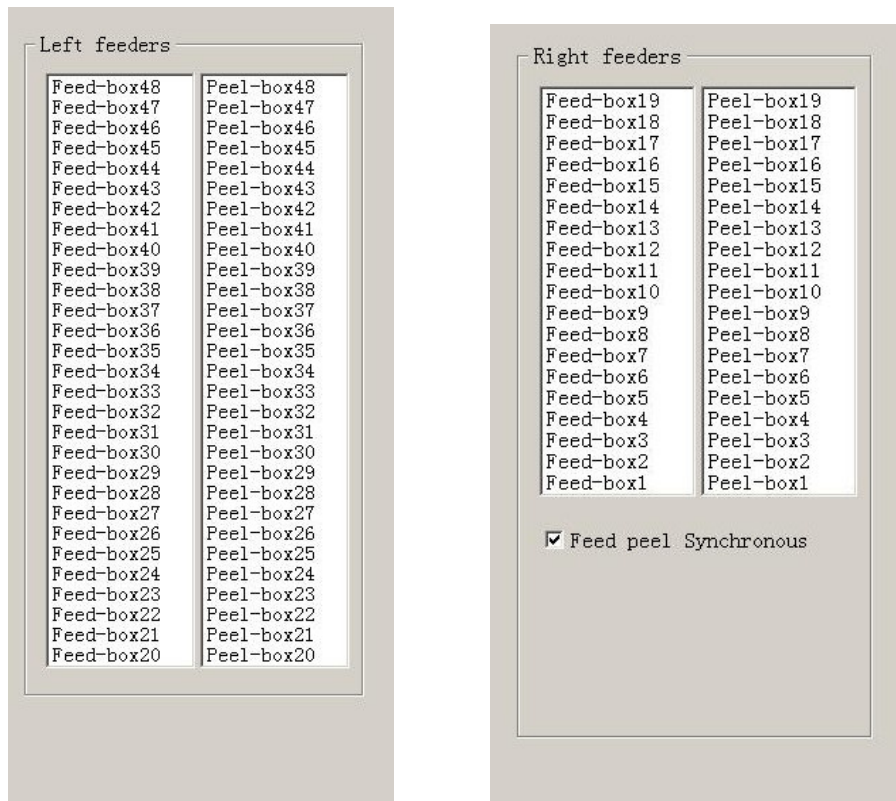 Left feeders
Feed-box48 Peel-box48
Feed-box47 Peel-box47
Feed-box46 Peel-box46
Feed-box45 Peel-box45
Feed-box44 Peel-box44
Feed-box43 Peel-box43
Feed-box42 Peel-box42
Feed-box41 Peel-box41
Feed-box40 Peel-box40
Feed-box39 Peel-box39
Feed-box38 Peel-box38
Feed-box37 Peel-box37
Feed-box36 Peel-box36
Feed-box35 Peel-box35
Feed-box34 Peel-box34
Feed-box33 Peel-box33
Feed-box32 Peel-box32
Feed-box31 Peel-box31
Feed-box30 Peel-box30
Feed-box29 Peel-box29
Feed-box28 Peel-box28
Feed-box27 Peel-box27
Feed-box26 Peel-box26
Feed-box25 Peel-box25
Feed-box24 Peel-box24
Feed-box23 Peel-box23
Feed-box22 Peel-box22
Feed-box21 Peel-box21
Feed-box20 Peel-box20
Right feeders
Feed-box19 Peel-box19
Feed-box18 Peel-box18
Feed-box17 Peel-box17
Feed-box16 Peel-box16
Feed-box15 Peel-box15
Feed-box14 Peel-box14
Feed-box13 Peel-box13
Feed-box12 Peel-box12
Feed-box11 Peel-box11
Feed-box10 Peel-box10
Feed-box9 Peel-box9
Feed-box8 Peel-box8
Feed-box7 Peel-box7
Feed-box6 Peel-box6
Feed-box5 Peel-box5
Feed-box4 Peel-box4
Feed-box3 Peel-box3
Feed-box2 Peel-box2
Feed-box1 Peel-box1
Feed peel Synchronous